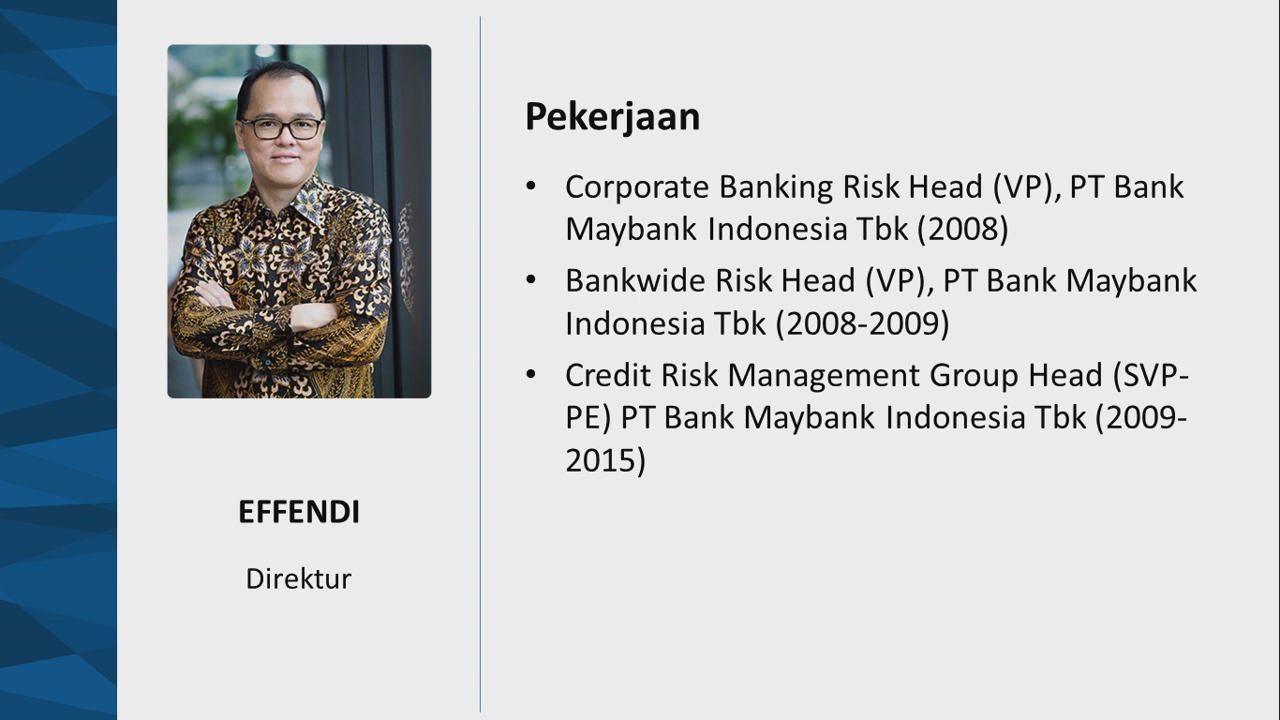 Pekerjaan
• Corporate Banking Risk Head (VP), PT Bank
Maybank Indonesia Tbk (2008)
• Bankwide Risk Head (VP), PT Bank Maybank
Indonesia Tbk (2008-2009)
• Credit Risk Management Group Head (SVP-
PE) PT Bank Maybank Indonesia Tbk (2009-
2015)
EFFENDI
Direktur